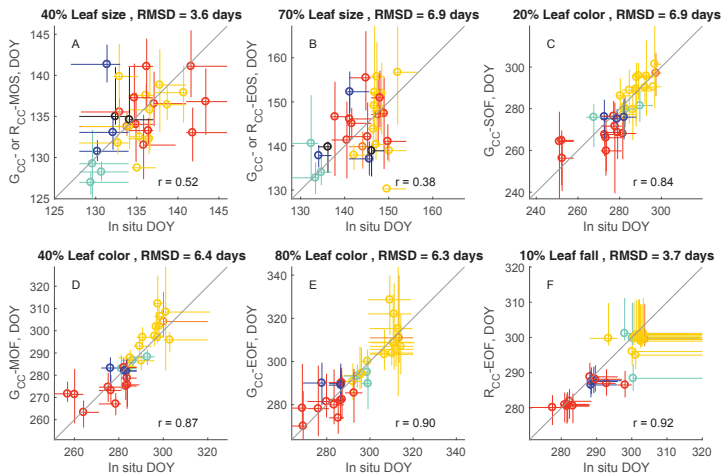 40% Leaf size , RMSD = 3.6 days
A
G_CC- or R_CC-MOS, DOY
145
140
135
130
125
125 130 135 140 145
r = 0.52
In situ DOY
70% Leaf size , RMSD = 6.9 days
B
G_CC- or R_CC-EOS, DOY
160
150
140
130
130 140 150 160
r = 0.38
In situ DOY
20% Leaf color , RMSD = 6.9 days
C
G_CC-SOF, DOY
300
280
260
240
240 260 280 300
r = 0.84
In situ DOY
40% Leaf color , RMSD = 6.4 days
D
G_CC-MOF, DOY
320
310
300
290
280
270
260
260 280 300 320
r = 0.87
In situ DOY
80% Leaf color , RMSD = 6.3 days
E
G_CC-EOF, DOY
340
320
300
280
280 300 320 340
r = 0.90
In situ DOY
10% Leaf fall , RMSD = 3.7 days
F
R_CC-EOF, DOY
320
310
300
290
280
280 290 300 310 320
r = 0.92
In situ DOY